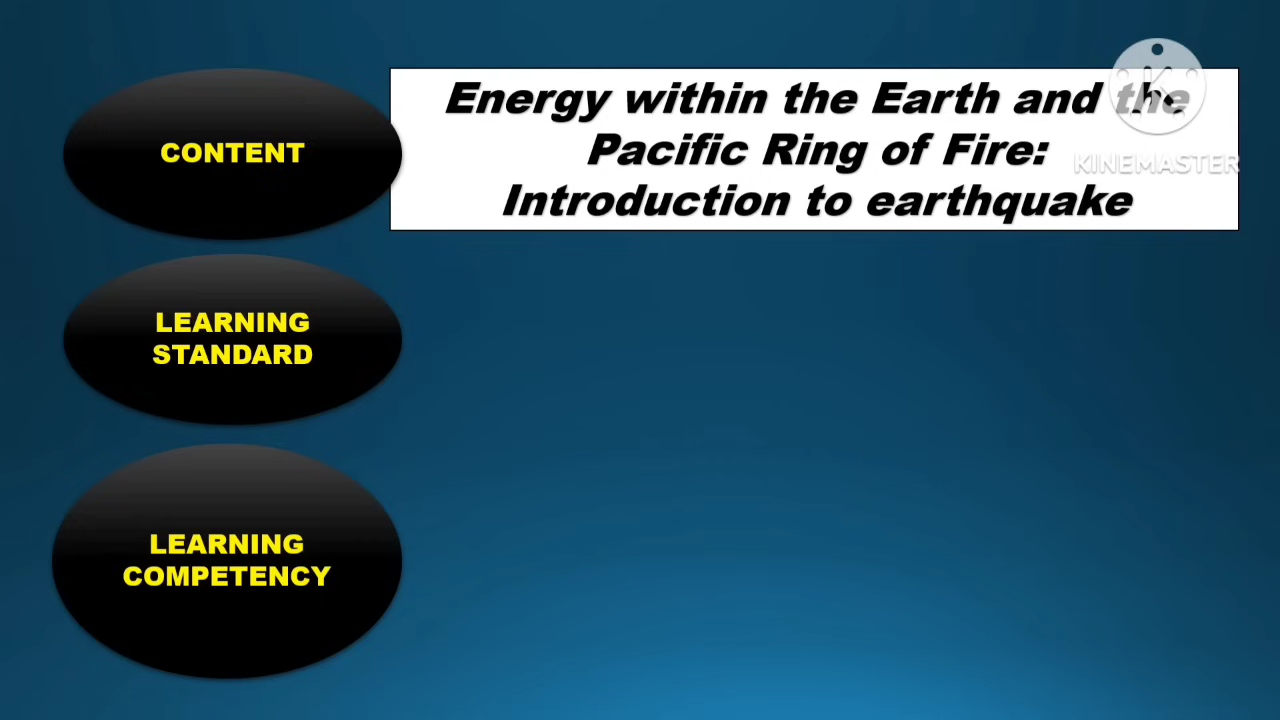 CONTENT
Energy within the Earth and the
Pacific Ring of Fire:
Introduction to earthquake
KINEMASTER
LEARNING
STANDARD
LEARNING
COMPETENCY